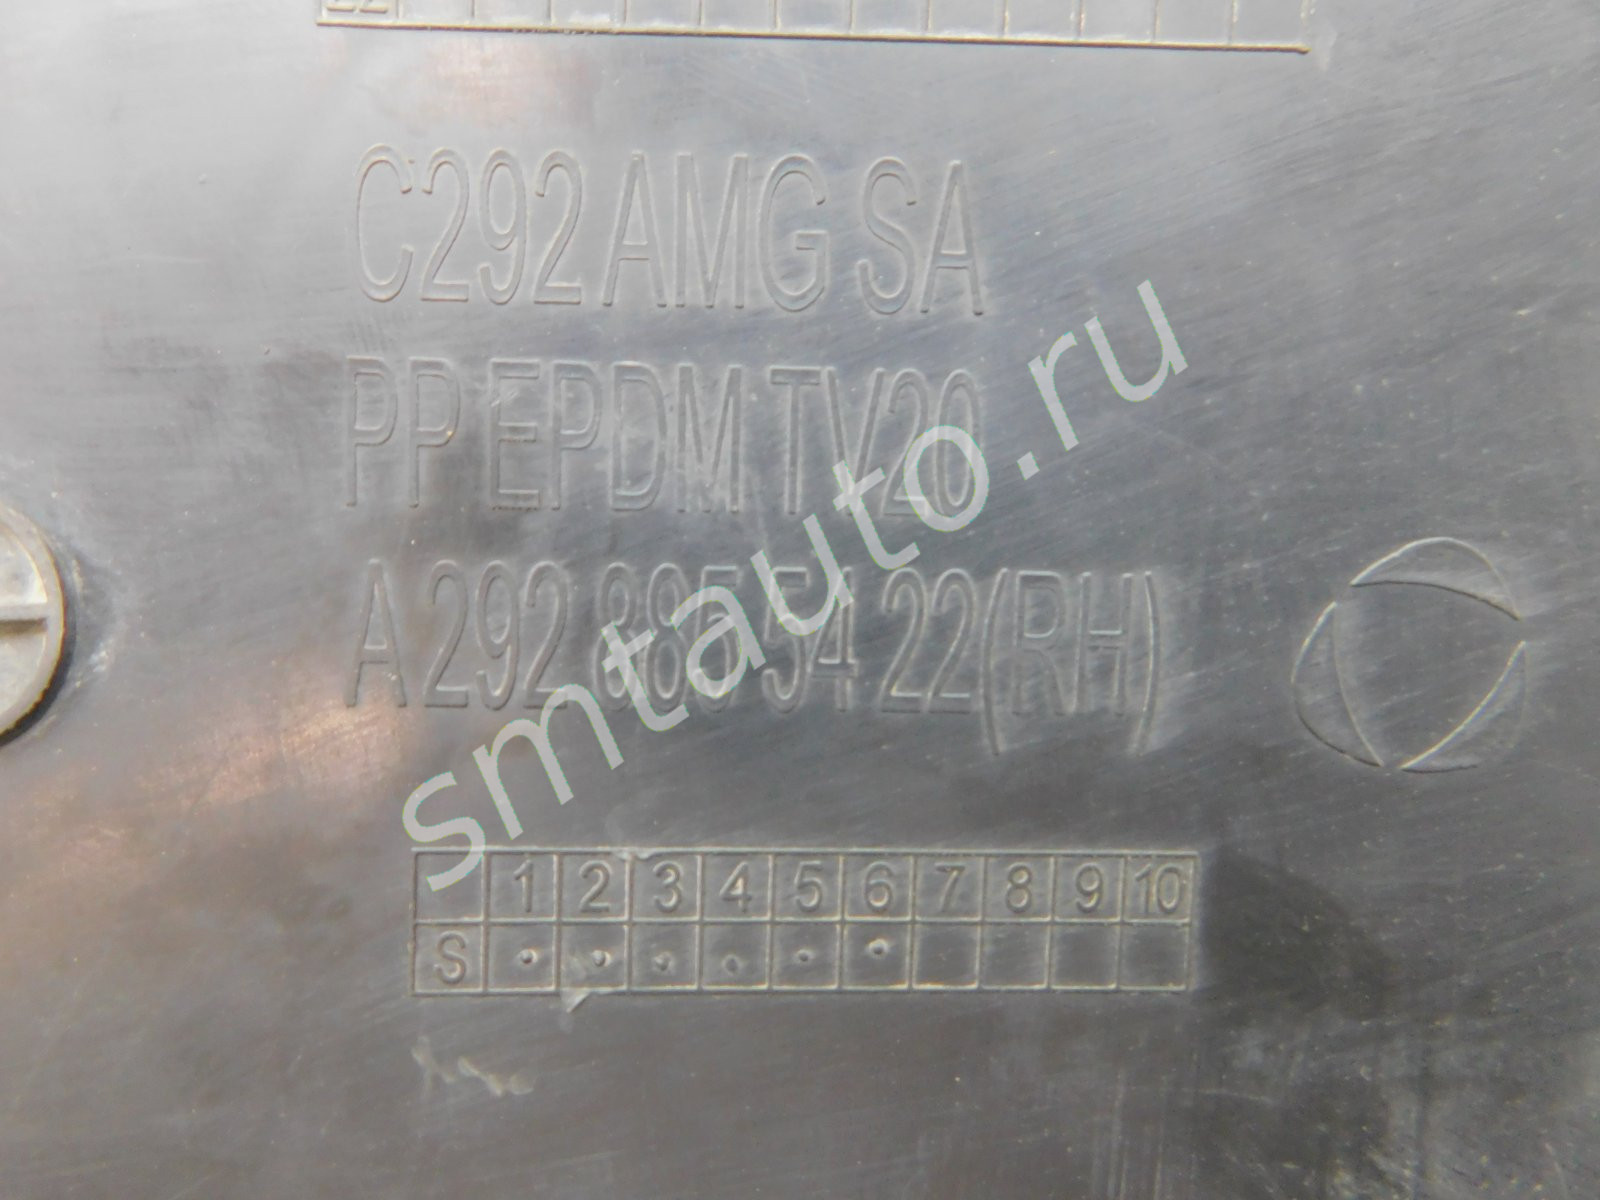 22
C292 AMG SA
PP EPDM TV20
A 292 885 54 22 (RH)
smtauto.ru
1 2 3 4 5 6 7 8 9 10
S